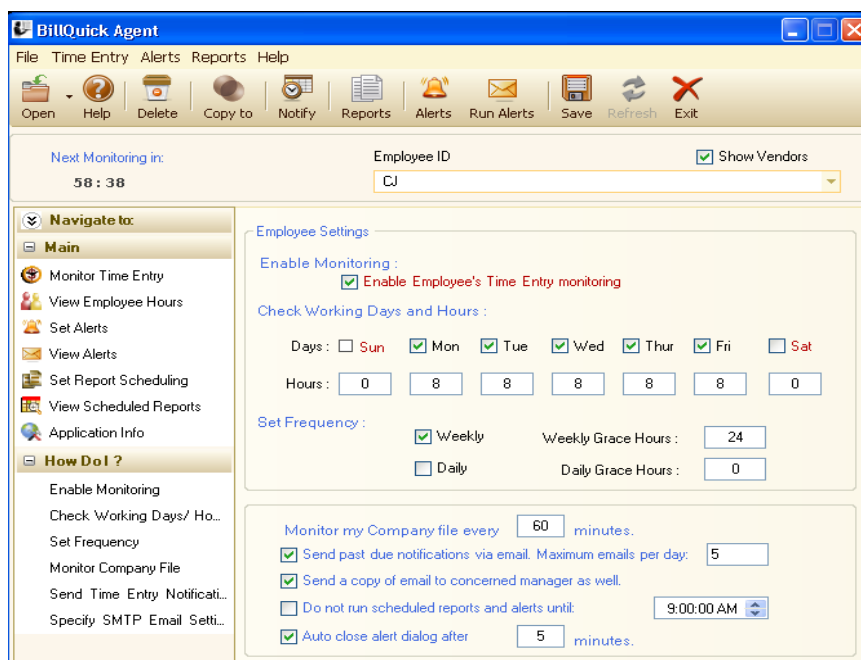 BillQuick Agent
File Time Entry Alerts Reports Help
Open Help Delete Copy to Notify Reports Alerts Run Alerts Save Refresh Exit
Next Monitoring in:
58:38
Employee ID
Show Vendors
CJ
Navigate to:
Main
Monitor Time Entry
View Employee Hours
Set Alerts
View Alerts
Set Report Scheduling
View Scheduled Reports
Application Info
How Do I ?
Enable Monitoring
Check Working Days/ Ho...
Set Frequency
Monitor Company File
Send Time Entry Notificati...
Specify SMTP Email Setti...
Employee Settings
Enable Monitoring :
Enable Employee's Time Entry monitoring
Check Working Days and Hours :
Days : Sun Mon Tue Wed Thur Fri Sat
Hours : 0 8 8 8 8 8 0
Set Frequency :
Weekly Weekly Grace Hours : 24
Daily Daily Grace Hours : 0
Monitor my Company file every 60 minutes.
Send past due notifications via email. Maximum emails per day: 5
Send a copy of email to concerned manager as well.
Do not run scheduled reports and alerts until: 9:00:00 AM
Auto close alert dialog after 5 minutes.